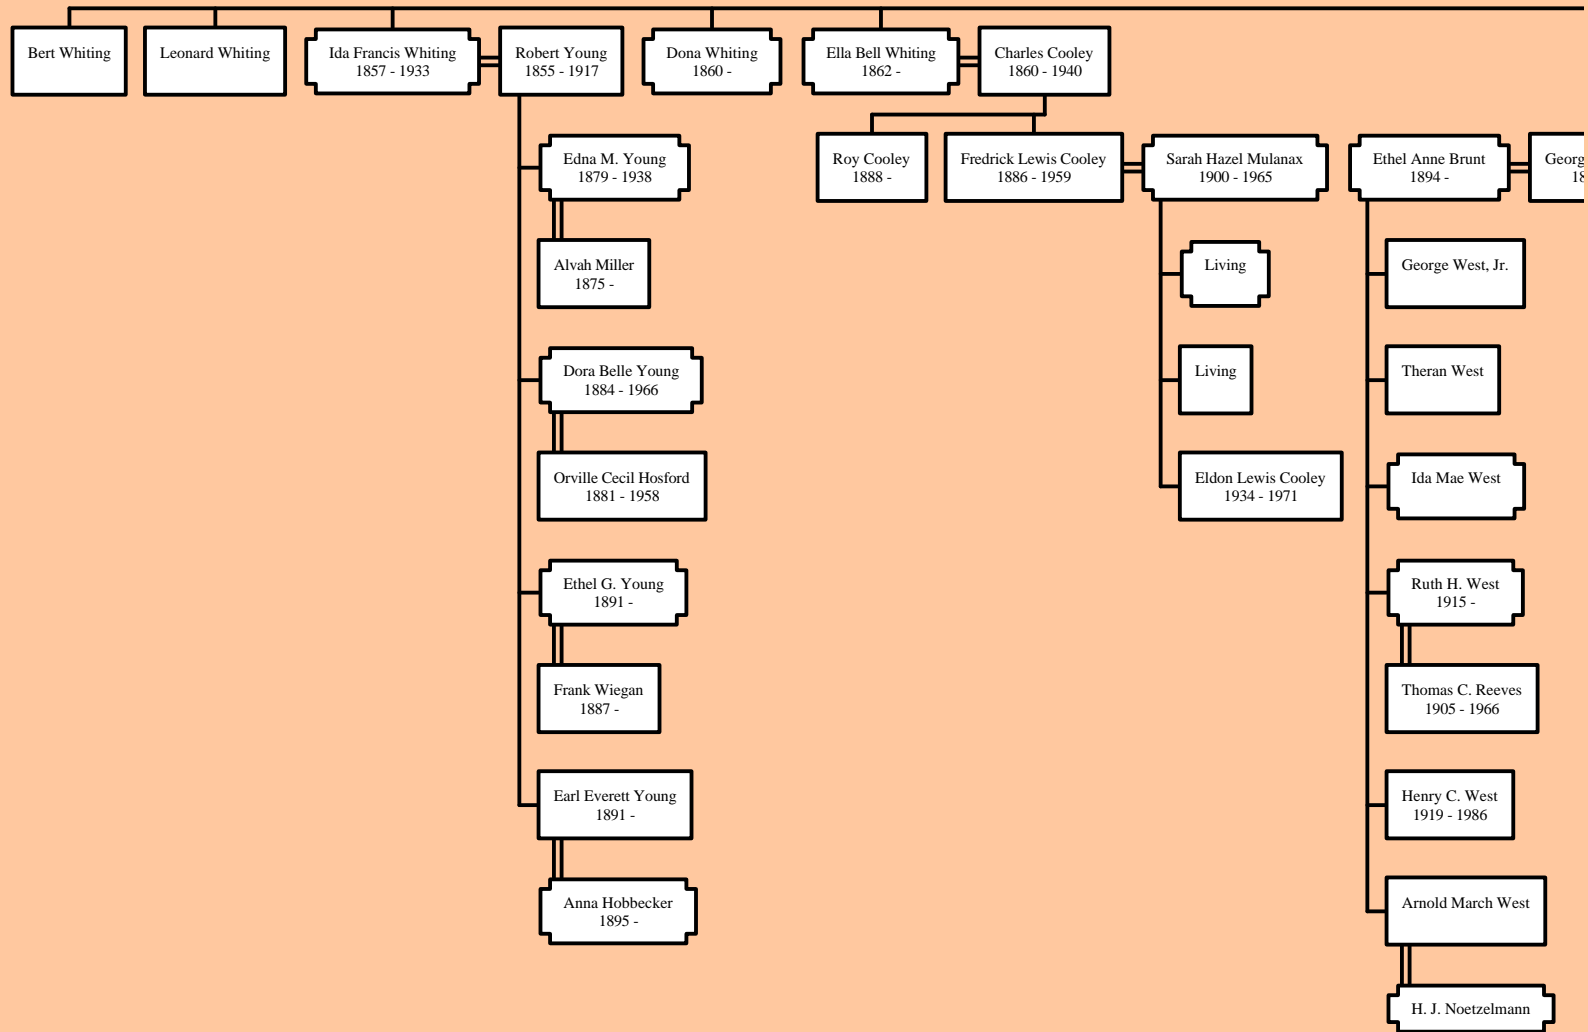 Bert Whiting
Leonard Whiting
Ida Francis Whiting
1857 - 1933
Robert Young
1855 - 1917
Dona Whiting
1860 -
Ella Bell Whiting
1862 -
Charles Cooley
1860 - 1940
Edna M. Young
1879 - 1938
Roy Cooley
1888 -
Fredrick Lewis Cooley
1886 - 1959
Sarah Hazel Mulanax
1900 - 1965
Ethel Anne Brunt
1894 -
Alvah Miller
1875 -
Living
George West, Jr.
Dora Belle Young
1884 - 1966
Living
Theran West
Orville Cecil Hosford
1881 - 1958
Eldon Lewis Cooley
1934 - 1971
Ida Mae West
Ethel G. Young
1891 -
Ruth H. West
1915 -
Frank Wiegan
1887 -
Thomas C. Reeves
1905 - 1966
Earl Everett Young
1891 -
Henry C. West
1919 - 1986
Anna Hobbecker
1895 -
Arnold March West
H. J. Noetzelmann